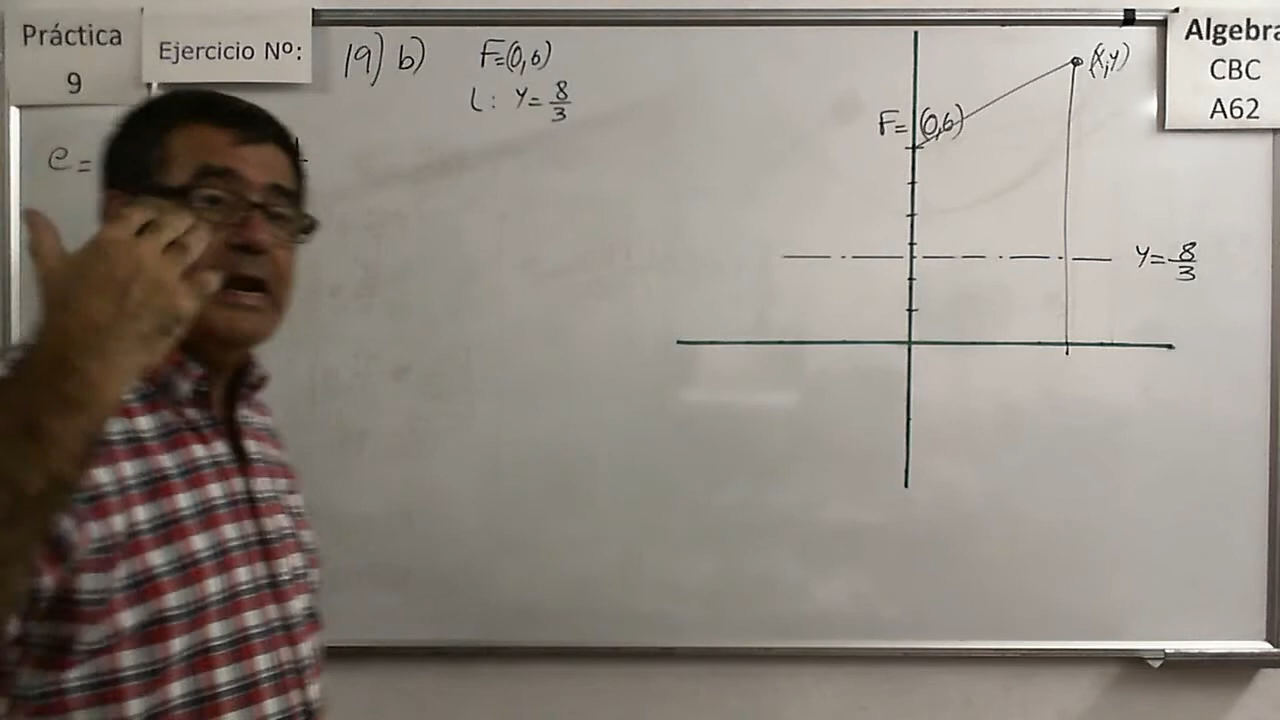 Práctica
9
Ejercicio Nº:
19) b)
F=(0,6)
L: y=8/3
e=
F=(0,6)
(x,y)
y=8/3
Algebra
CBC
A62